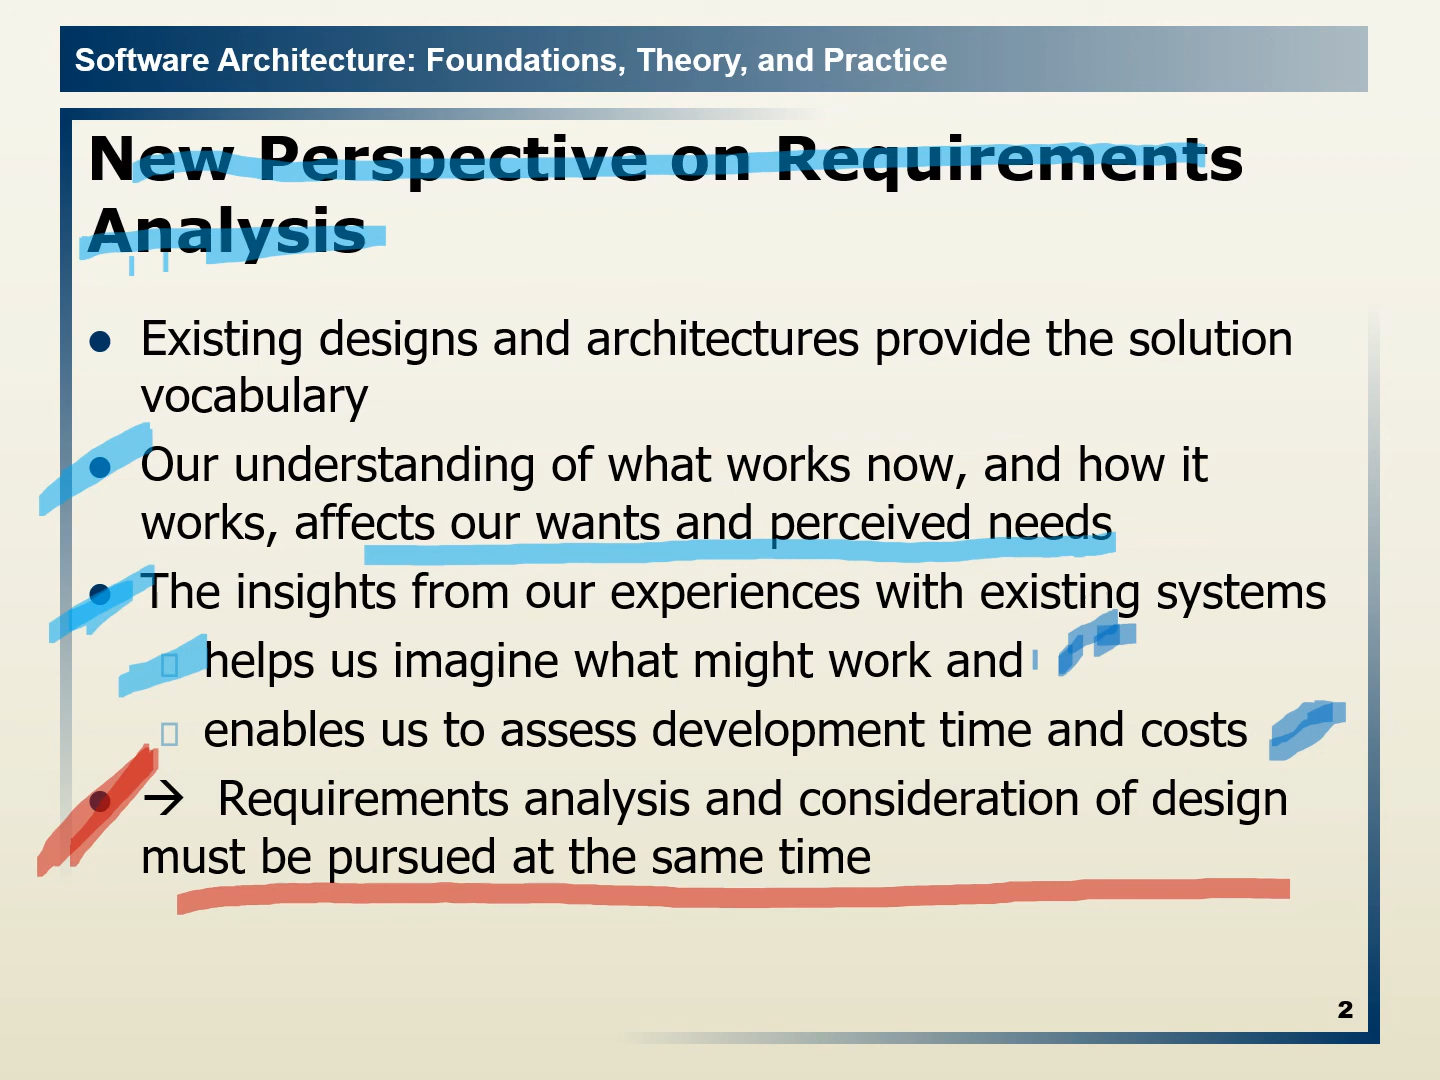 Software Architecture: Foundations, Theory, and Practice
New Perspective on Requirements
Analysis
● Existing designs and architectures provide the solution
vocabulary
● Our understanding of what works now, and how it
works, affects our wants and perceived needs
● The insights from our experiences with existing systems
helps us imagine what might work and
enables us to assess development time and costs
● → Requirements analysis and consideration of design
must be pursued at the same time
2